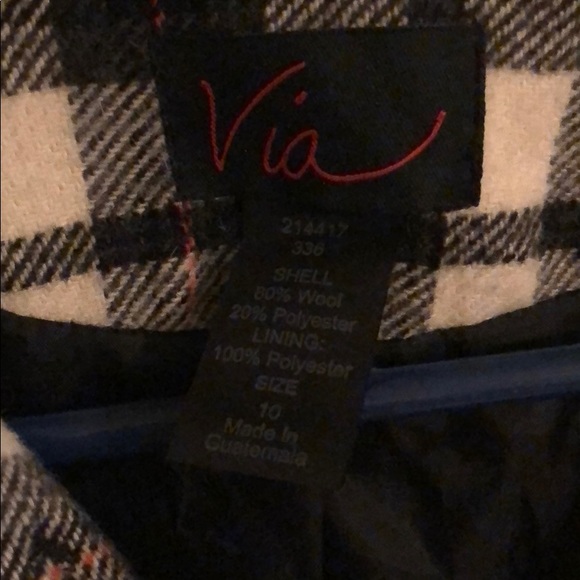 Via
214417
336
SHELL
80% Wool
20% Polyester
LINING:
100% Polyester
SIZE
10
Made In
Guatemala